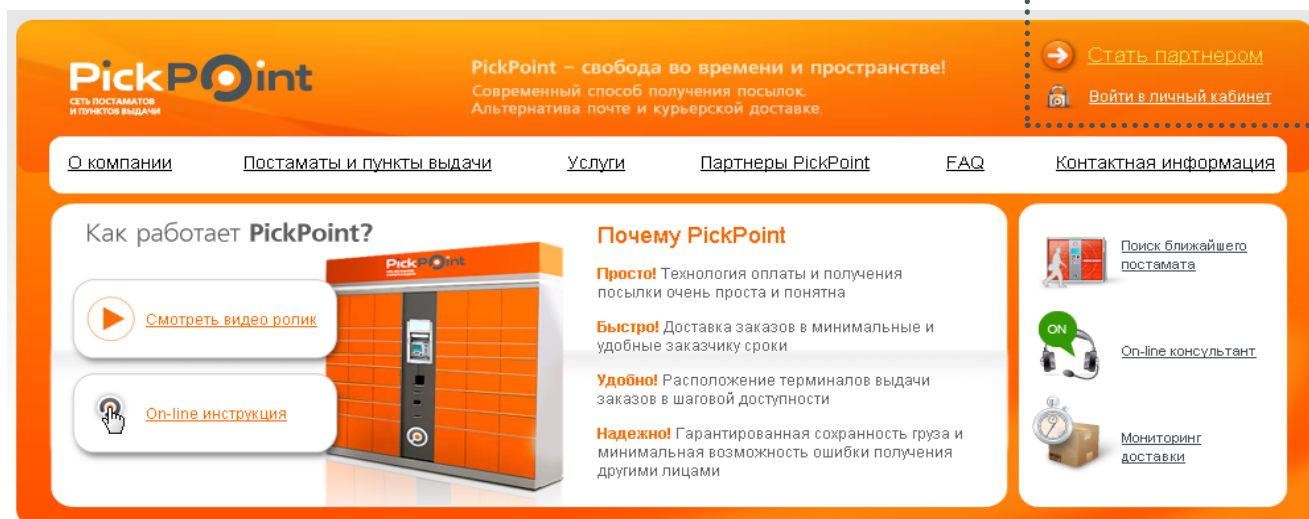 PickPoint
СЕТЬ ПОСТАМАТОВ
И ПУНКТОВ ВЫДАЧИ
PickPoint – свобода во времени и пространстве!
Современный способ получения посылок.
Альтернатива почте и курьерской доставке.
Стать партнером
Войти в личный кабинет
О компании
Постаматы и пункты выдачи
Услуги
Партнеры PickPoint
FAQ
Контактная информация
Как работает PickPoint?
Смотреть видео ролик
On-line инструкция
PickPoint
Почему PickPoint
Просто! Технология оплаты и получения
посылки очень проста и понятна
Быстро! Доставка заказов в минимальные и
удобные заказчику сроки
Удобно! Расположение терминалов выдачи
заказов в шаговой доступности
Надежно! Гарантированная сохранность груза и
минимальная возможность ошибки получения
другими лицами
Поиск ближайшего
постамата
ON
On-line консультант
Мониторинг
доставки